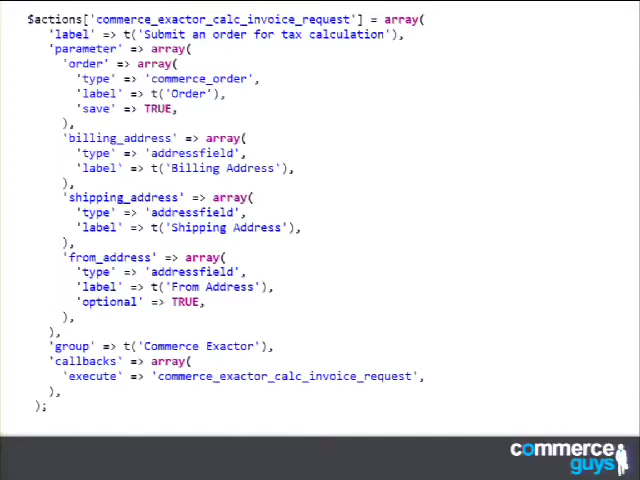 $actions['commerce_exactor_calc_invoice_request'] = array(
'label' => t('Submit an order for tax calculation'),
'parameter' => array(
'order' => array(
'type' => 'commerce_order',
'label' => t('Order'),
'save' => TRUE,
),
'billing_address' => array(
'type' => 'addressfield',
'label' => t('Billing Address'),
),
'shipping_address' => array(
'type' => 'addressfield',
'label' => t('Shipping Address'),
),
'from_address' => array(
'type' => 'addressfield',
'label' => t('From Address'),
'optional' => TRUE,
),
),
'group' => t('Commerce Exactor'),
'callbacks' => array(
'execute' => 'commerce_exactor_calc_invoice_request',
),
);
commerce
guys